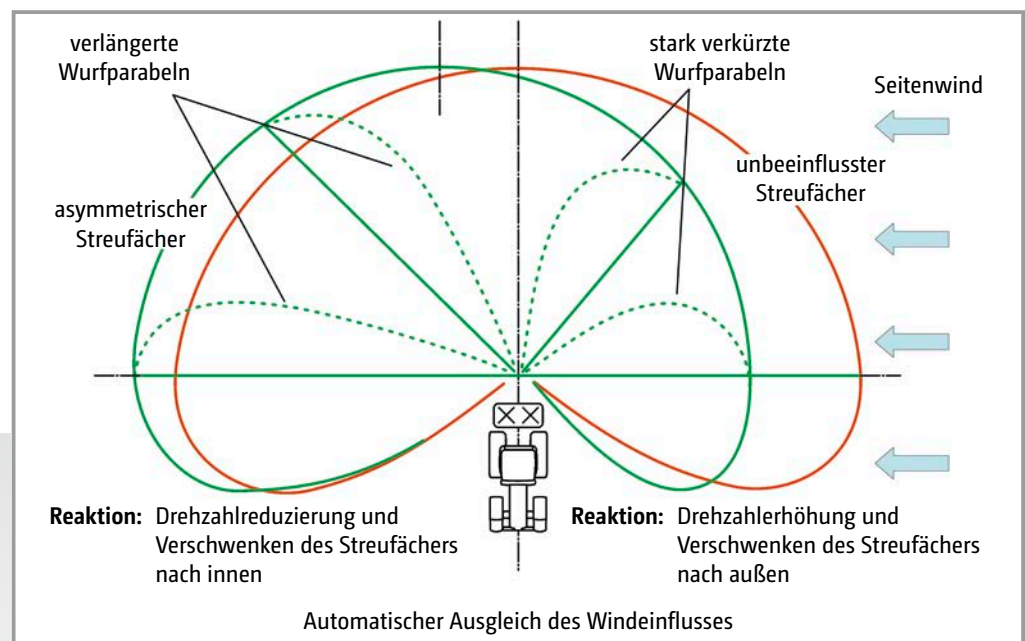 verlängerte
Wurfparabeln
stark verkürzte
Wurfparabeln
Seitenwind
unbeeinflusster
Streufächer
asymmetrischer
Streufächer
Reaktion: Drehzahlreduzierung und
Verschwenken des Streufächers
nach innen
Reaktion: Drehzahlerhöhung und
Verschwenken des Streufächers
nach außen
Automatischer Ausgleich des Windeinflusses